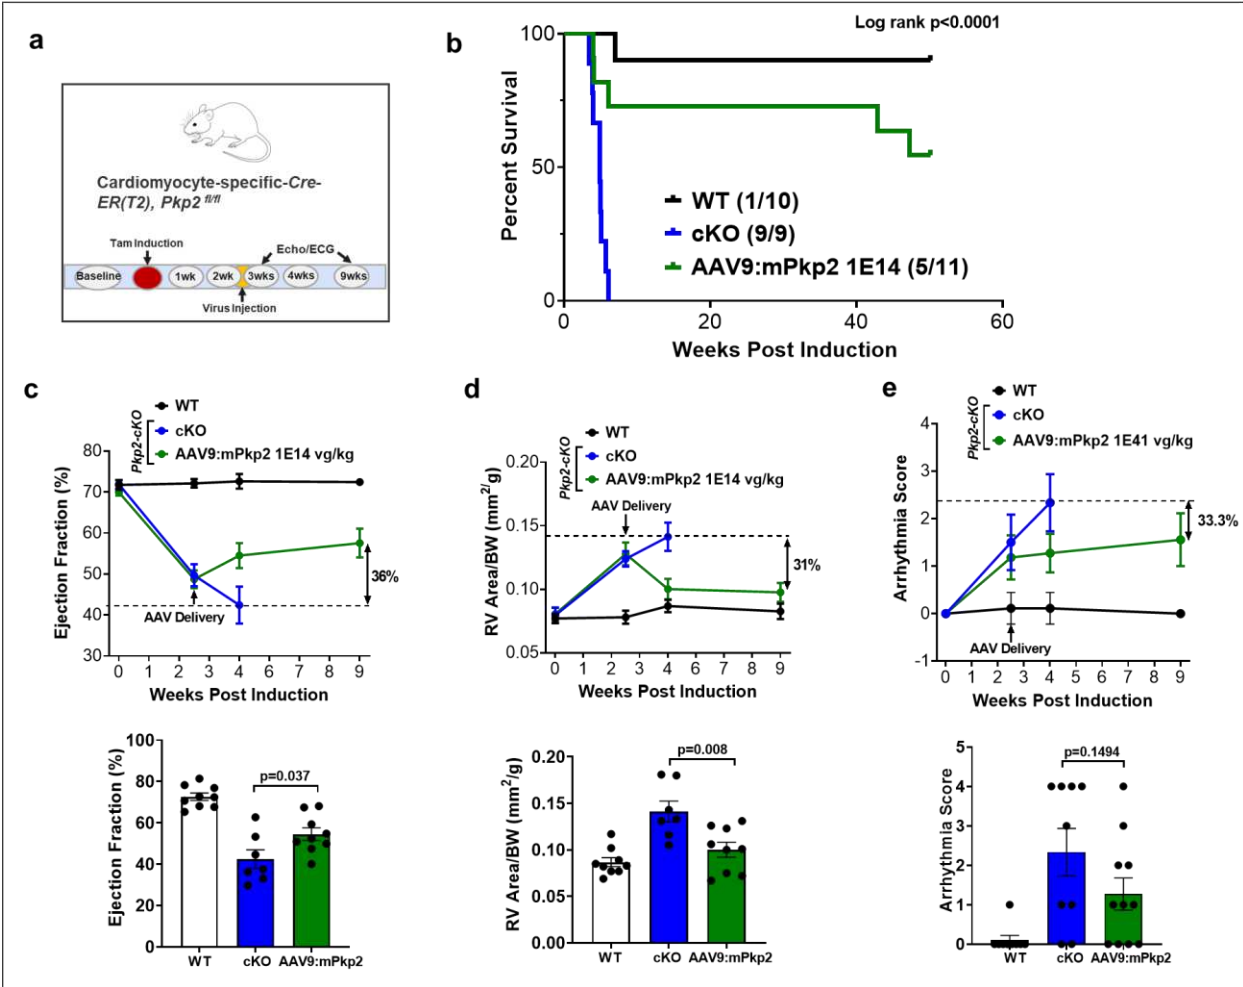 a
Cardiomyocyte-specific-Cre-
ER(T2), Pkp2 fl/fl
Tam Induction
Echo/ECG
Baseline
1wk
2wk
3wks
4wks
9wks
Virus Injection
b
Log rank p<0.0001
Percent Survival
100
50
0
WT (1/10)
cKO (9/9)
AAV9:mPkp2 1E14 (5/11)
0 20 40 60
Weeks Post Induction
c
Pkp2-cKO
WT
cKO
AAV9:mPkp2 1E14 vg/kg
Ejection Fraction (%)
80
70
60
50
40
30
36%
AAV Delivery
0 1 2 3 4 5 6 7 8 9
Weeks Post Induction
Ejection Fraction (%)
100
80
60
40
20
0
p=0.037
WT cKO AAV9:mPkp2
d
Pkp2-cKO
WT
cKO
AAV9:mPkp2 1E14 vg/kg
RV Area/BW (mm2/g)
0.20
0.15
0.10
0.05
AAV Delivery
31%
0 1 2 3 4 5 6 7 8 9
Weeks Post Induction
RV Area/BW (mm2/g)
0.20
0.15
0.10
0.05
0.00
p=0.008
WT cKO AAV9:mPkp2
e
Pkp2-cKO
WT
cKO
AAV9:mPkp2 1E41 vg/kg
Arrhythmia Score
4
3
2
1
0
-1
33.3%
AAV Delivery
0 1 2 3 4 5 6 7 8 9
Weeks Post Induction
Arrhythmia Score
5
4
3
2
1
0
p=0.1494
WT cKO AAV9:mPkp2